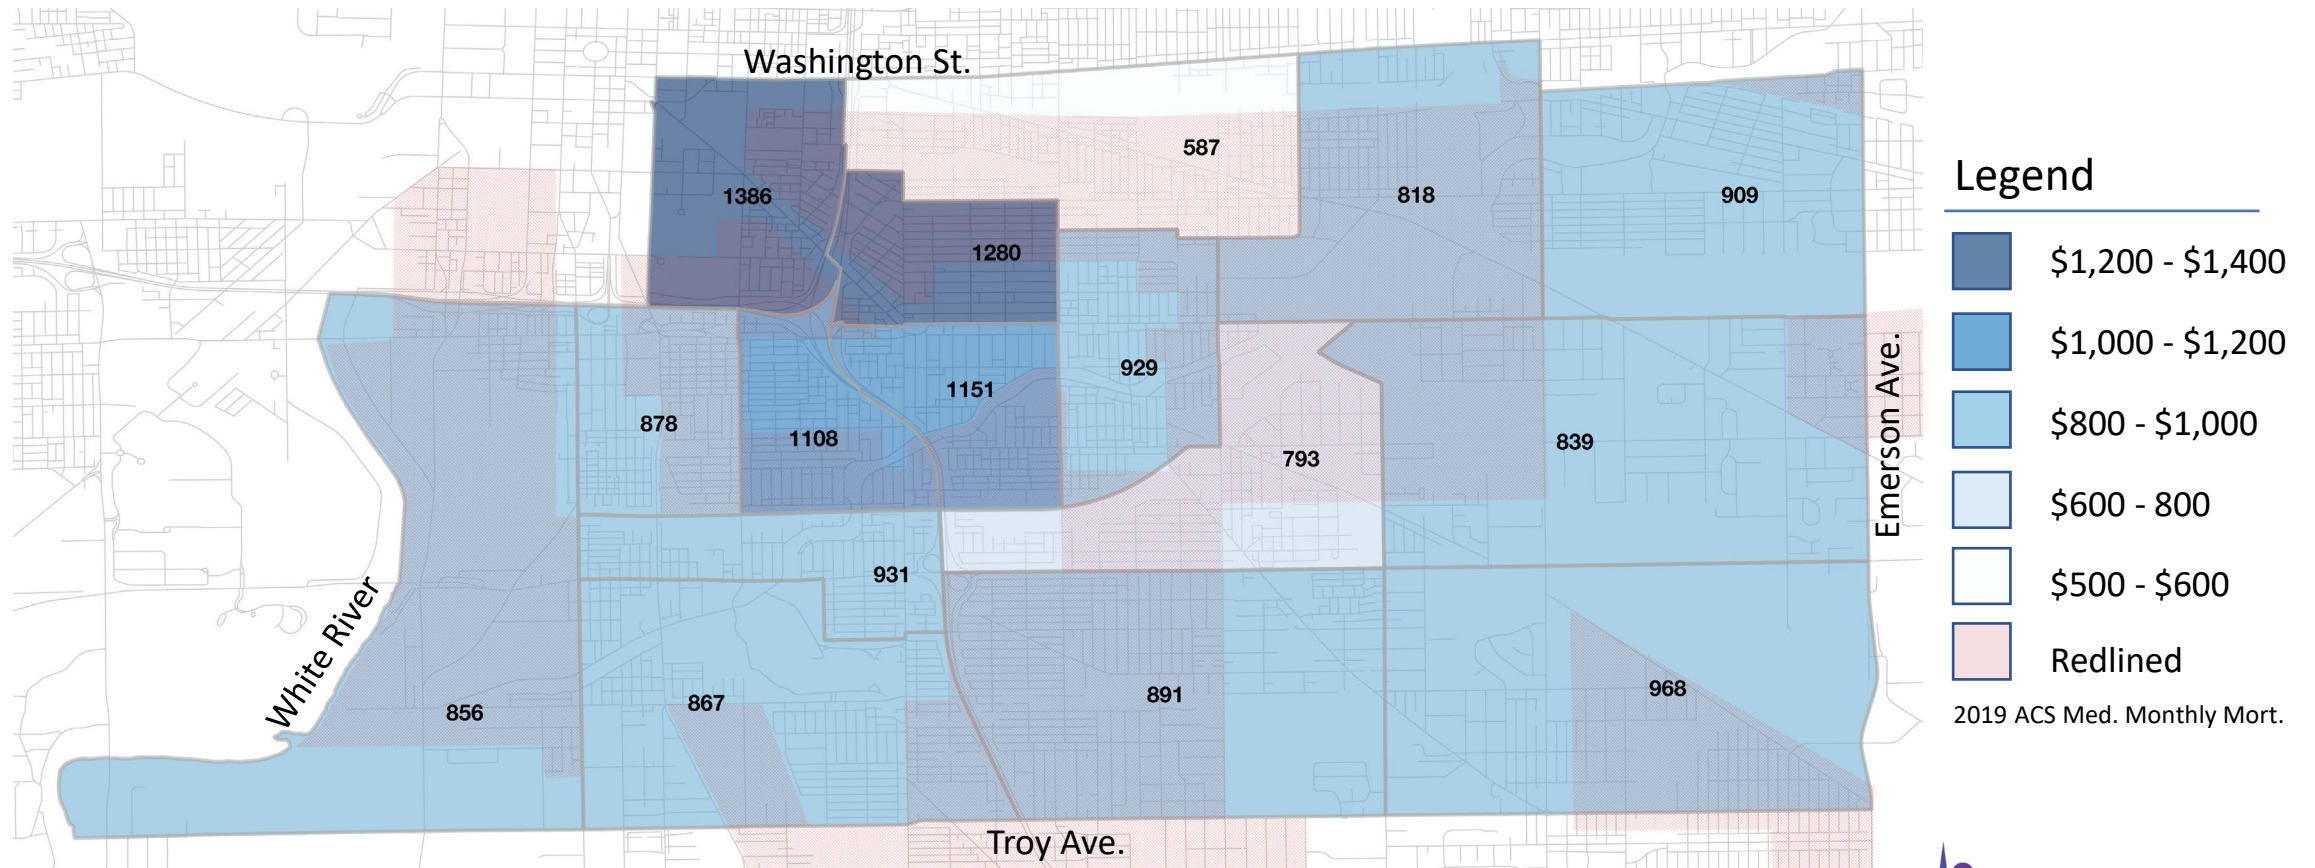 Washington St.
587
1386
818
909
1280
929
1151
878
1108
793
839
931
856
867
891
968
White River
Emerson Ave.
Troy Ave.
Legend
$1,200 - $1,400
$1,000 - $1,200
$800 - $1,000
$600 - 800
$500 - $600
Redlined
2019 ACS Med. Monthly Mort.